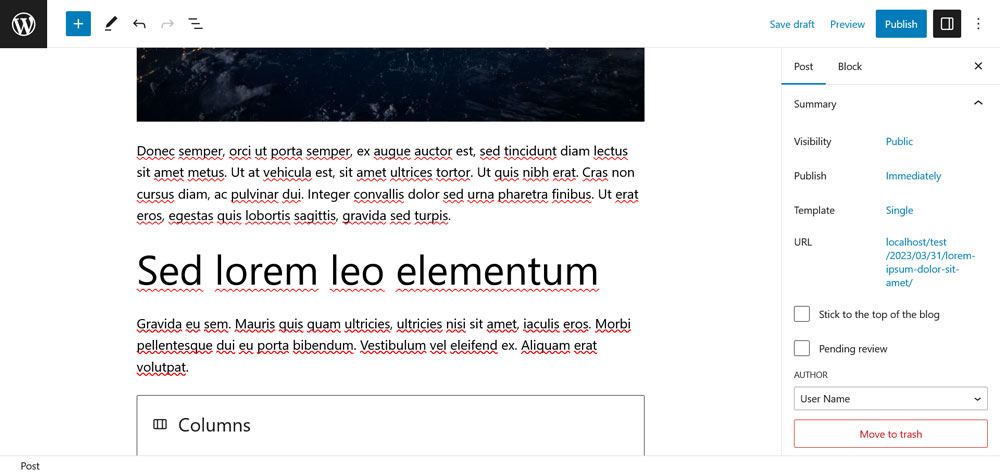 Save draft
Preview
Publish
Donec semper, orci ut porta semper, ex augue auctor est, sed tincidunt diam lectus
sit amet metus. Ut at vehicula est, sit amet ultrices tortor. Ut quis nibh erat. Cras non
cursus diam, ac pulvinar dui. Integer convallis dolor sed urna pharetra finibus. Ut erat
eros, egestas quis lobortis sagittis, gravida sed turpis.
Sed lorem leo elementum
Gravida eu sem. Mauris quis quam ultricies, ultricies nisi sit amet, iaculis eros. Morbi
pellentesque dui eu porta bibendum. Vestibulum vel eleifend ex. Aliquam erat
volutpat.
Columns
Post
Block
Summary
Visibility
Public
Publish
Immediately
Template
Single
URL
localhost/test
/2023/03/31/lorem-
ipsum-dolor-sit-
amet/
Stick to the top of the blog
Pending review
AUTHOR
User Name
Move to trash
Post